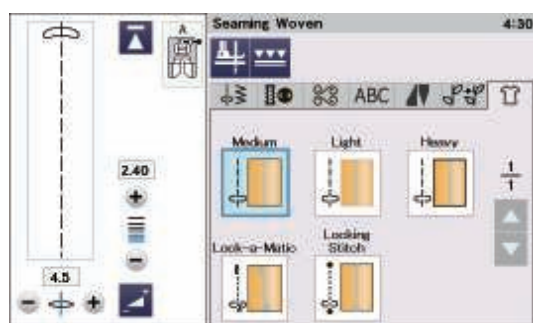 Seaming Woven 4:30
A
ABC
Medium Light Heavy
2.40
1
1
Lock-a-Matic Locking Stitch
4.5